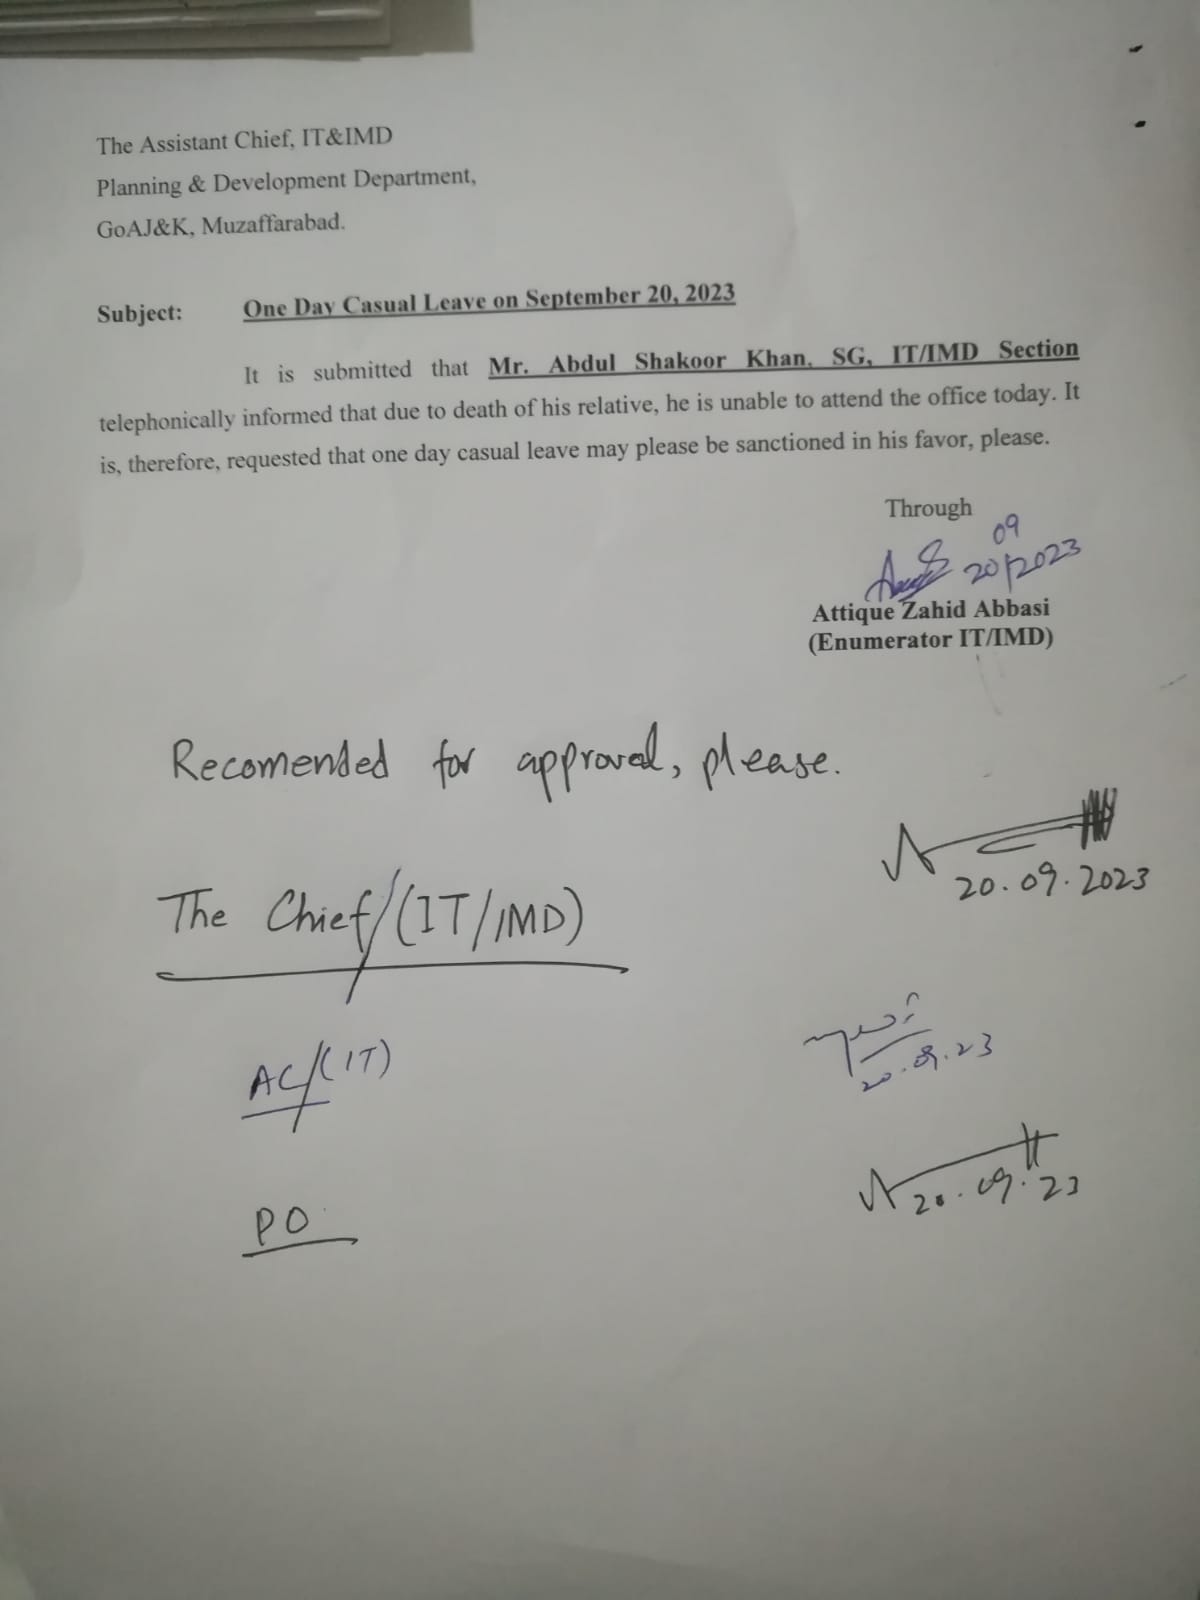 The Assistant Chief, IT&IMD
Planning & Development Department,
GoAJ&K, Muzaffarabad.
Subject: One Day Casual Leave on September 20, 2023
It is submitted that Mr. Abdul Shakoor Khan, SG, IT/IMD Section
telephonically informed that due to death of his relative, he is unable to attend the office today. It
is, therefore, requested that one day casual leave may please be sanctioned in his favor, please.
Through
09
20/2023
Attique Zahid Abbasi
(Enumerator IT/IMD)
Recomended for approval, please.
20.09.2023
The Chief/(IT/IMD)
20.09.23
AC/(IT)
20.09.23
PO